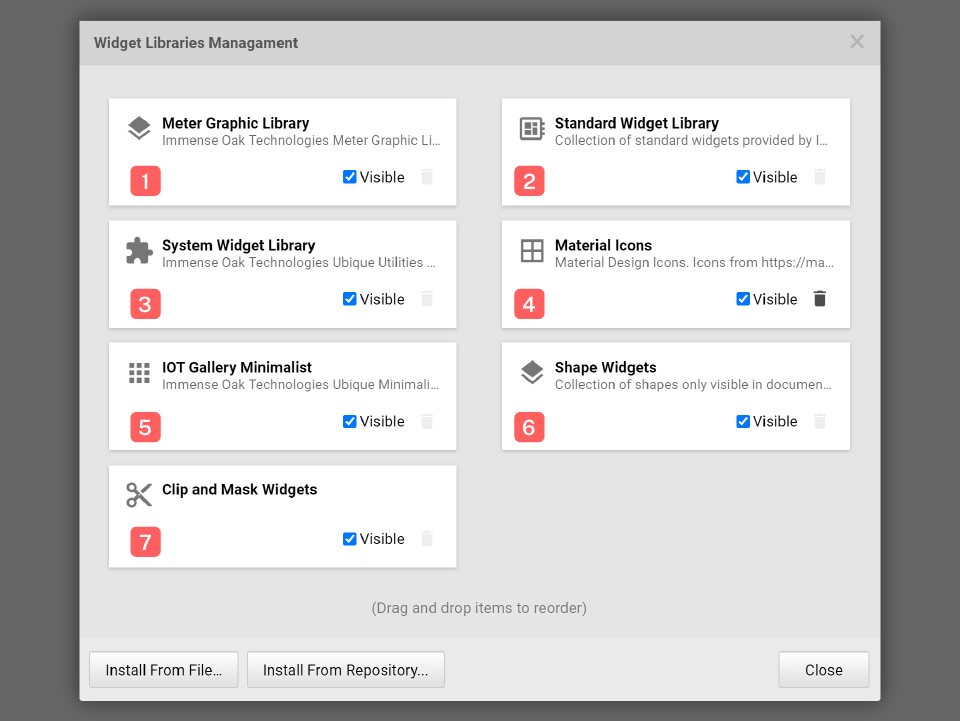 Widget Libraries Managament
Meter Graphic Library
Immense Oak Technologies Meter Graphic Li...
1
Visible
Standard Widget Library
Collection of standard widgets provided by I...
2
Visible
System Widget Library
Immense Oak Technologies Ubique Utilities ...
3
Visible
Material Icons
Material Design Icons. Icons from https://ma...
4
Visible
IOT Gallery Minimalist
Immense Oak Technologies Ubique Minimali...
5
Visible
Shape Widgets
Collection of shapes only visible in documen...
6
Visible
Clip and Mask Widgets
7
Visible
(Drag and drop items to reorder)
Install From File...
Install From Repository...
Close